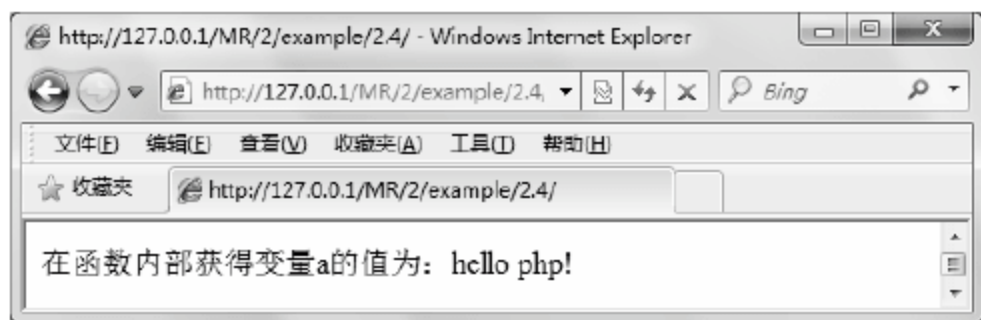 http://127.0.0.1/MR/2/example/2.4/ - Windows Internet Explorer
http://127.0.0.1/MR/2/example/2.4, Bing
文件(F) 编辑(E) 查看(V) 收藏夹(A) 工具(T) 帮助(H)
收藏夹 http://127.0.0.1/MR/2/example/2.4/
在函数内部获得变量a的值为：hello php!